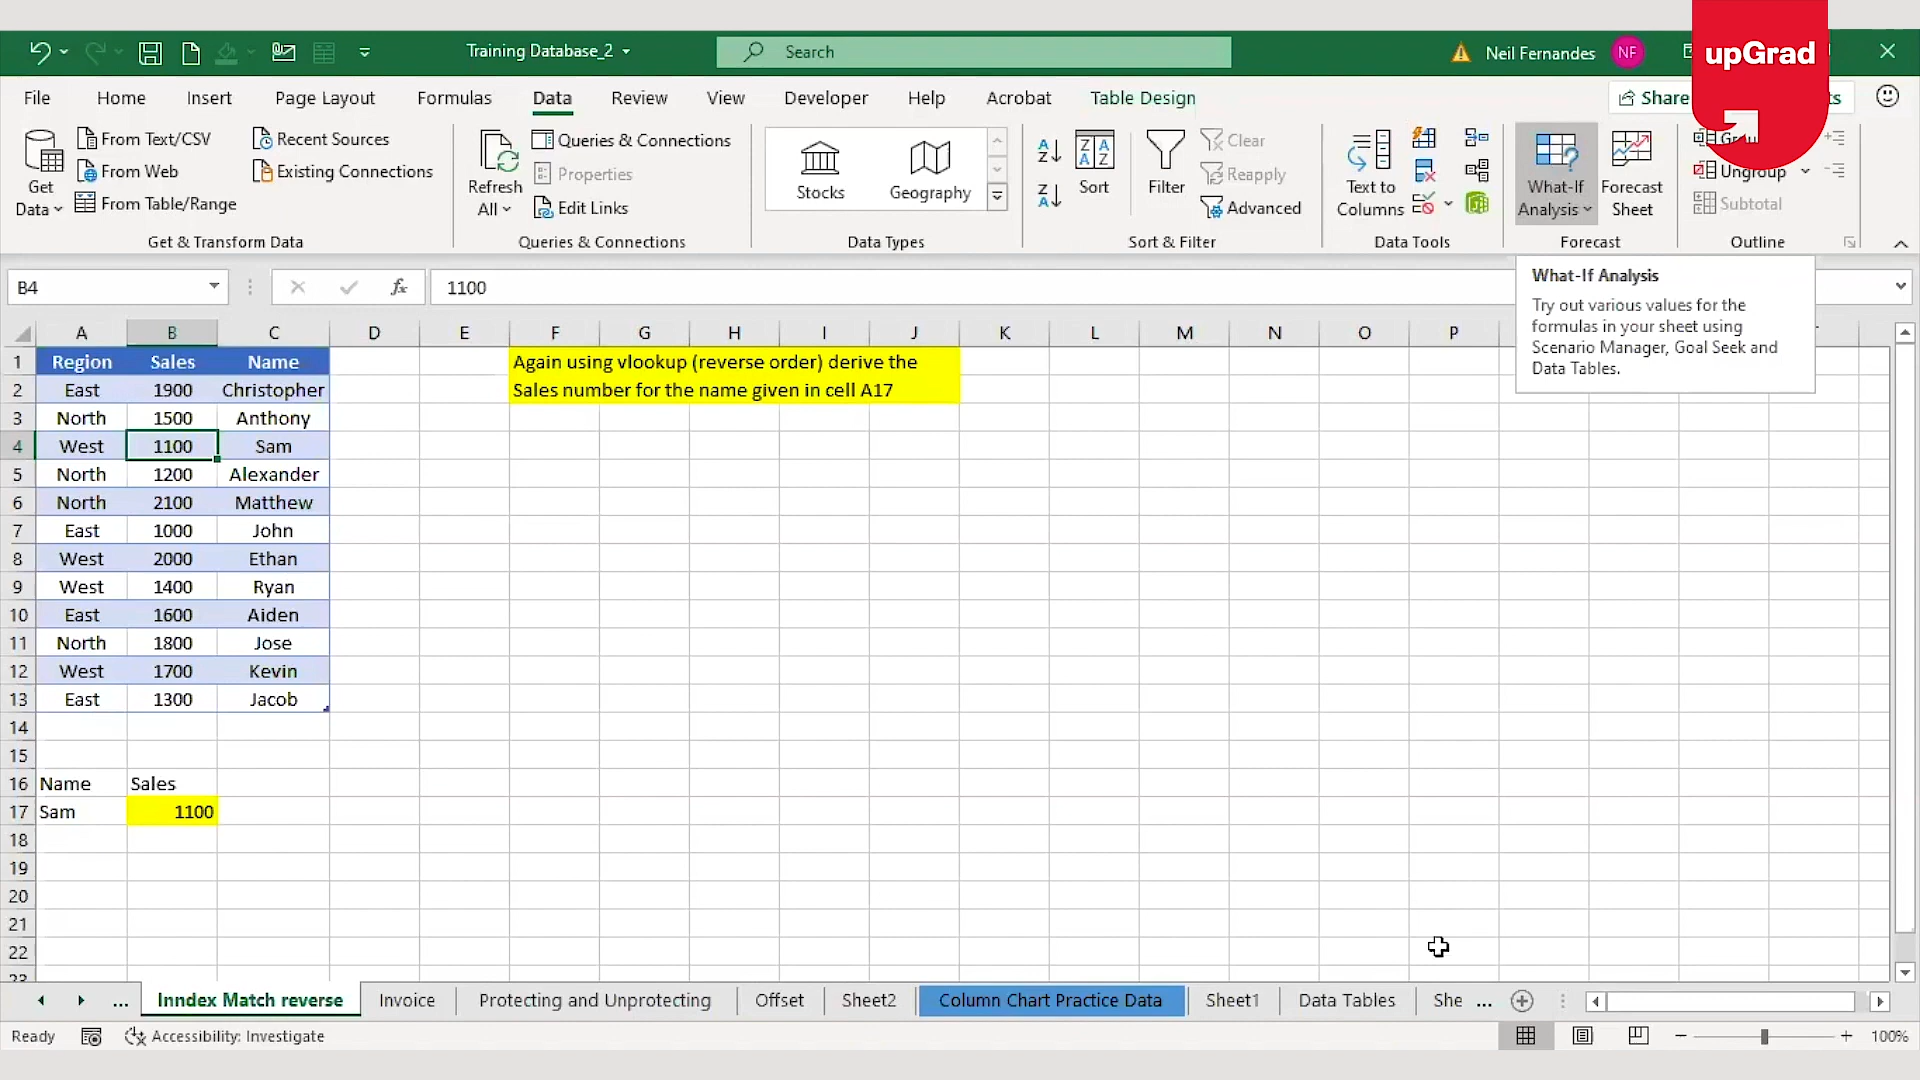 Training Database_2
Search
Neil Fernandes
NF
upGrad
File Home Insert Page Layout Formulas Data Review View Developer Help Acrobat Table Design
Share
Get Data
From Text/CSV
From Web
From Table/Range
Recent Sources
Existing Connections
Get & Transform Data
Refresh All
Queries & Connections
Properties
Edit Links
Queries & Connections
Stocks
Geography
Data Types
Sort
Filter
Clear
Reapply
Advanced
Sort & Filter
Text to Columns
Data Tools
What-If Analysis
Forecast Sheet
Forecast
Ungroup
Subtotal
Outline
B4
fx
1100
What-If Analysis
Try out various values for the
formulas in your sheet using
Scenario Manager, Goal Seek and
Data Tables.
A B C D E F G H I J K L M N O P
1 Region Sales Name Again using vlookup (reverse order) derive the
2 East 1900 Christopher Sales number for the name given in cell A17
3 North 1500 Anthony
4 West 1100 Sam
5 North 1200 Alexander
6 North 2100 Matthew
7 East 1000 John
8 West 2000 Ethan
9 West 1400 Ryan
10 East 1600 Aiden
11 North 1800 Jose
12 West 1700 Kevin
13 East 1300 Jacob
14
15
16 Name Sales
17 Sam 1100
18
19
20
21
22
23
... Inndex Match reverse Invoice Protecting and Unprotecting Offset Sheet2 Column Chart Practice Data Sheet1 Data Tables She ...
Ready Accessibility: Investigate 100%